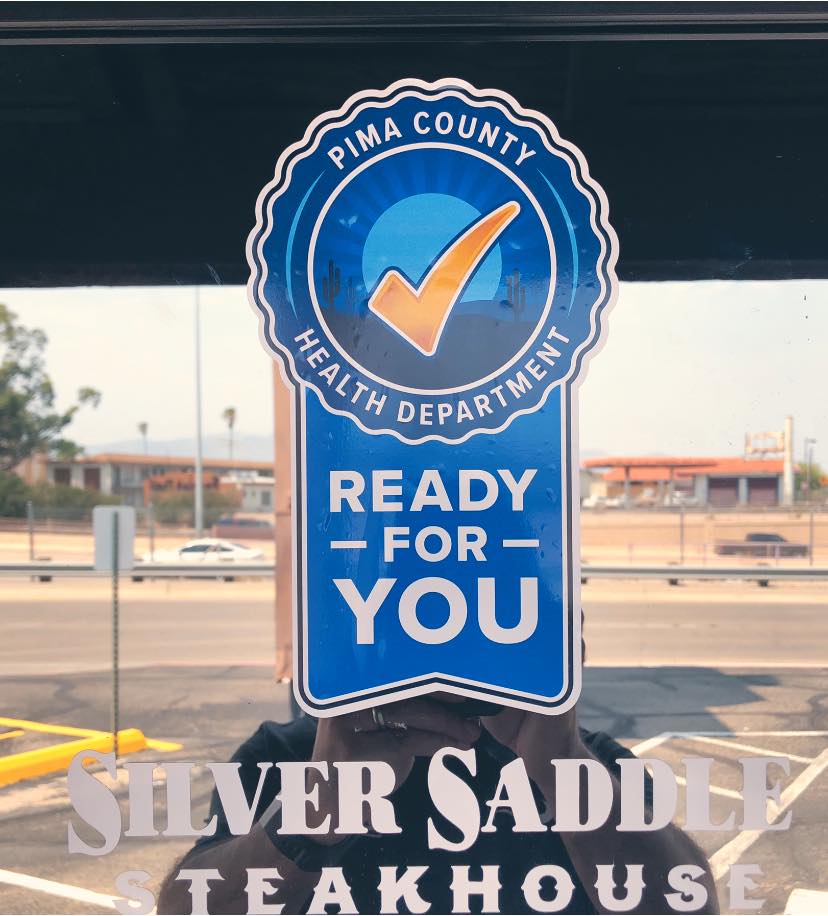 PIMA COUNTY
HEALTH DEPARTMENT
READY
FOR
YOU
SILVER SADDLE
STEAKHOUSE